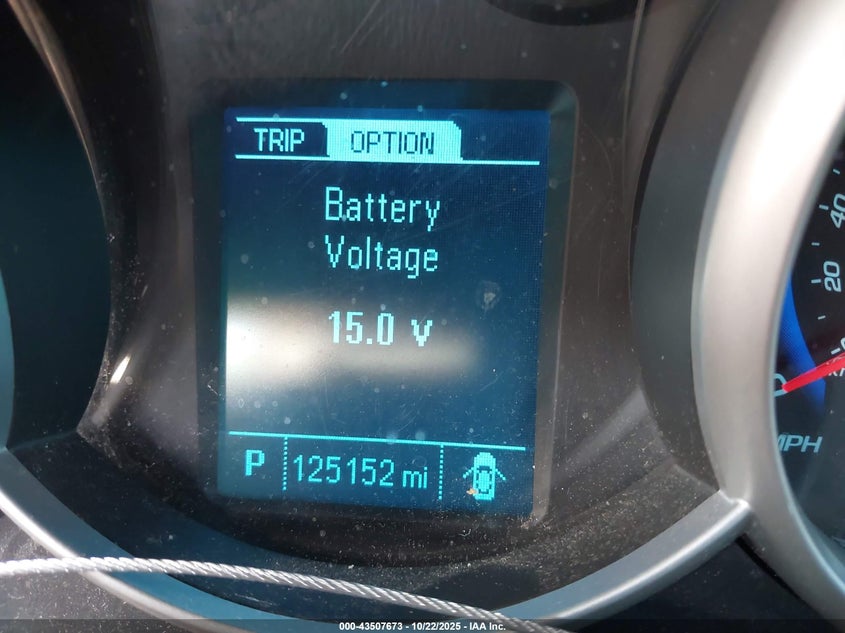 TRIP OPTION
Battery
Voltage
15.0 v
P 125152 mi
40
20
MPH
000-43507673 - 10/22/2025 - IAA Inc.